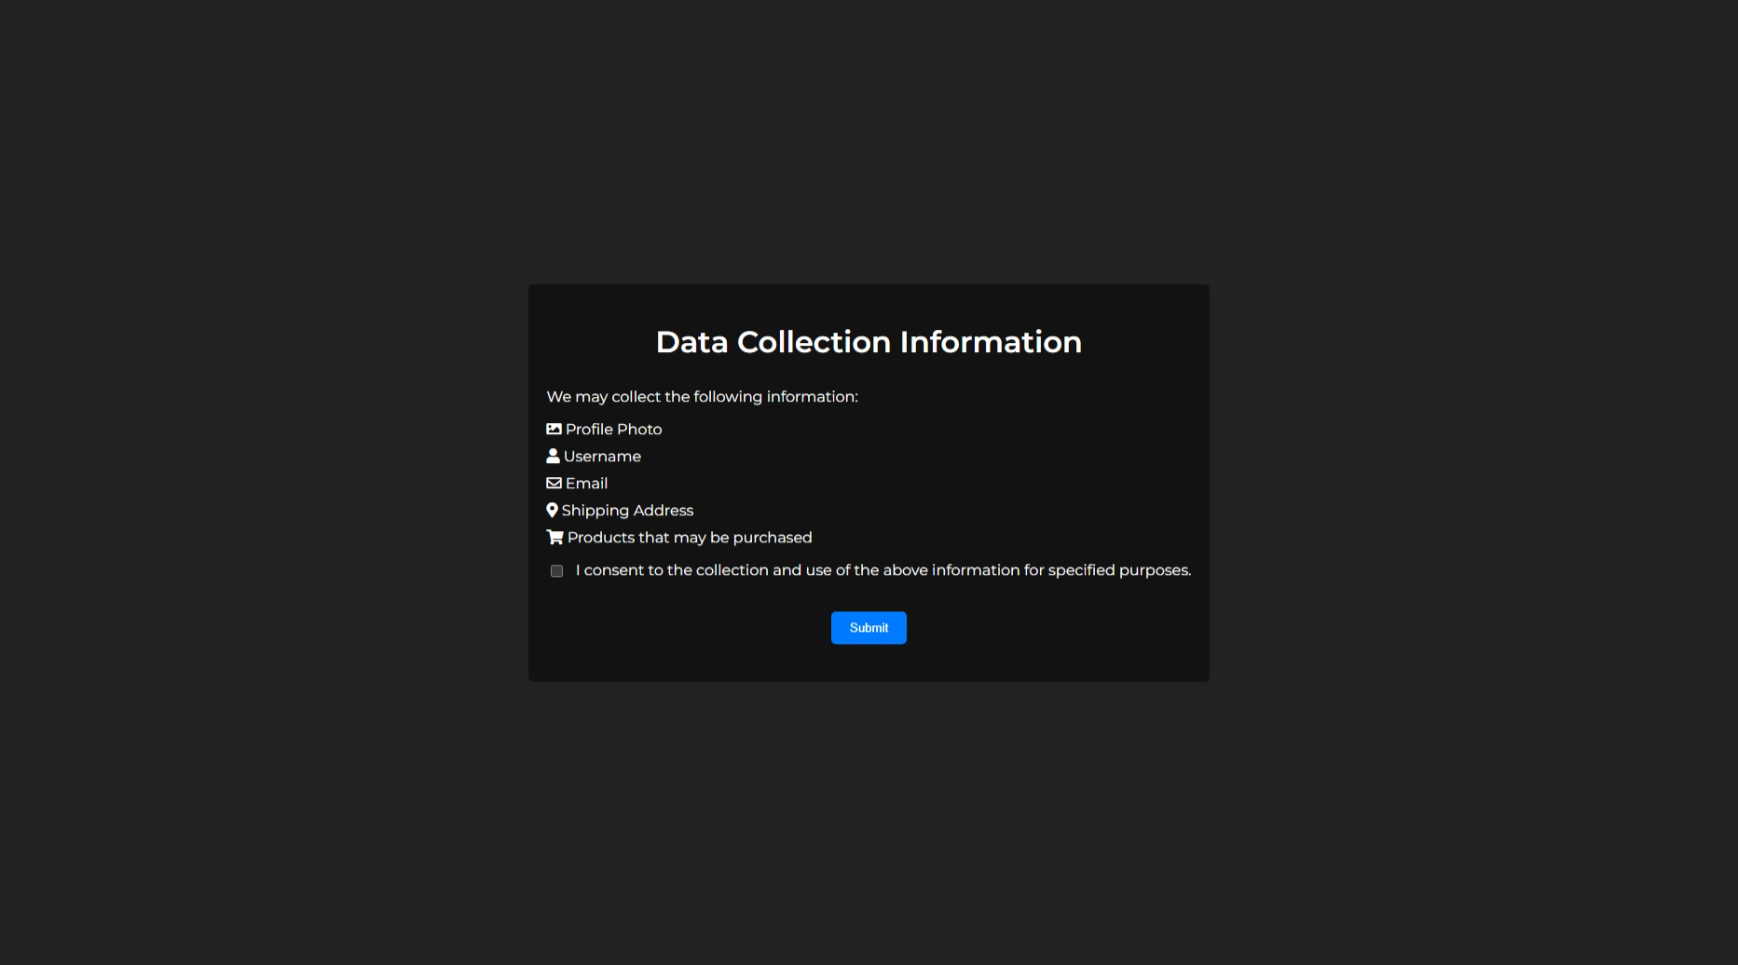 Data Collection Information
We may collect the following information:
Profile Photo
Username
Email
Shipping Address
Products that may be purchased
I consent to the collection and use of the above information for specified purposes.
Submit